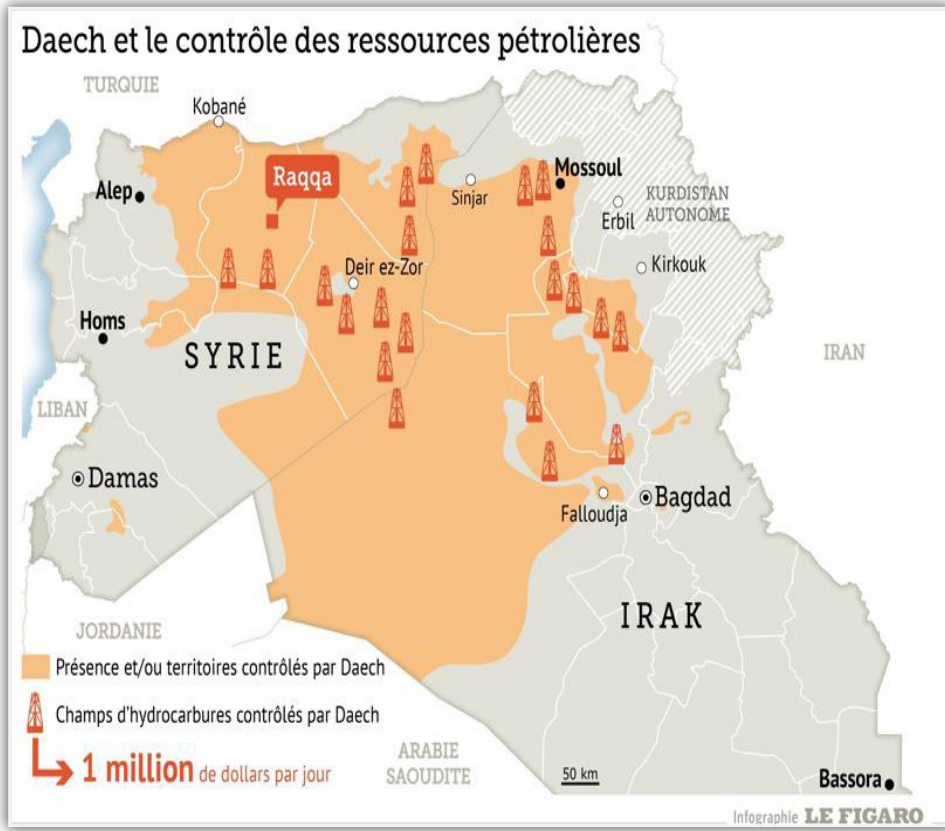 Daech et le contrôle des ressources pétrolières
TURQUIE
Kobané
Alep
Raqqa
Sinjar
Mossoul
Erbil
KURDISTAN
AUTONOME
Kirkouk
Deir ez-Zor
Homs
SYRIE
IRAN
LIBAN
Damas
Falloudja
Bagdad
IRAK
JORDANIE
Présence et/ou territoires contrôlés par Daech
Champs d'hydrocarbures contrôlés par Daech
1 million de dollars par jour
ARABIE
SAOUDITE
50 km
Bassora
Infographie LE FIGARO